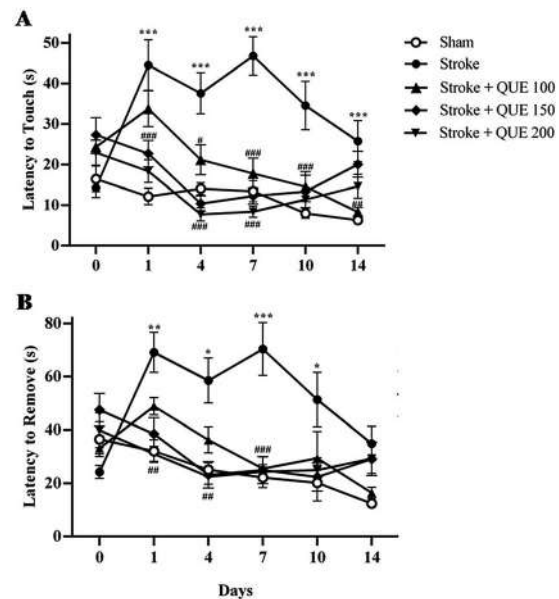 A
Latency to Touch (s)
50
40
30
20
10
0
0 1 4 7 10 14
***
***
***
***
***
###
#
###
###
###
###
##
Sham
Stroke
Stroke + QUE 100
Stroke + QUE 150
Stroke + QUE 200
B
Latency to Remove (s)
80
60
40
20
0
0 1 4 7 10 14
**
*
***
*
##
##
###
Days